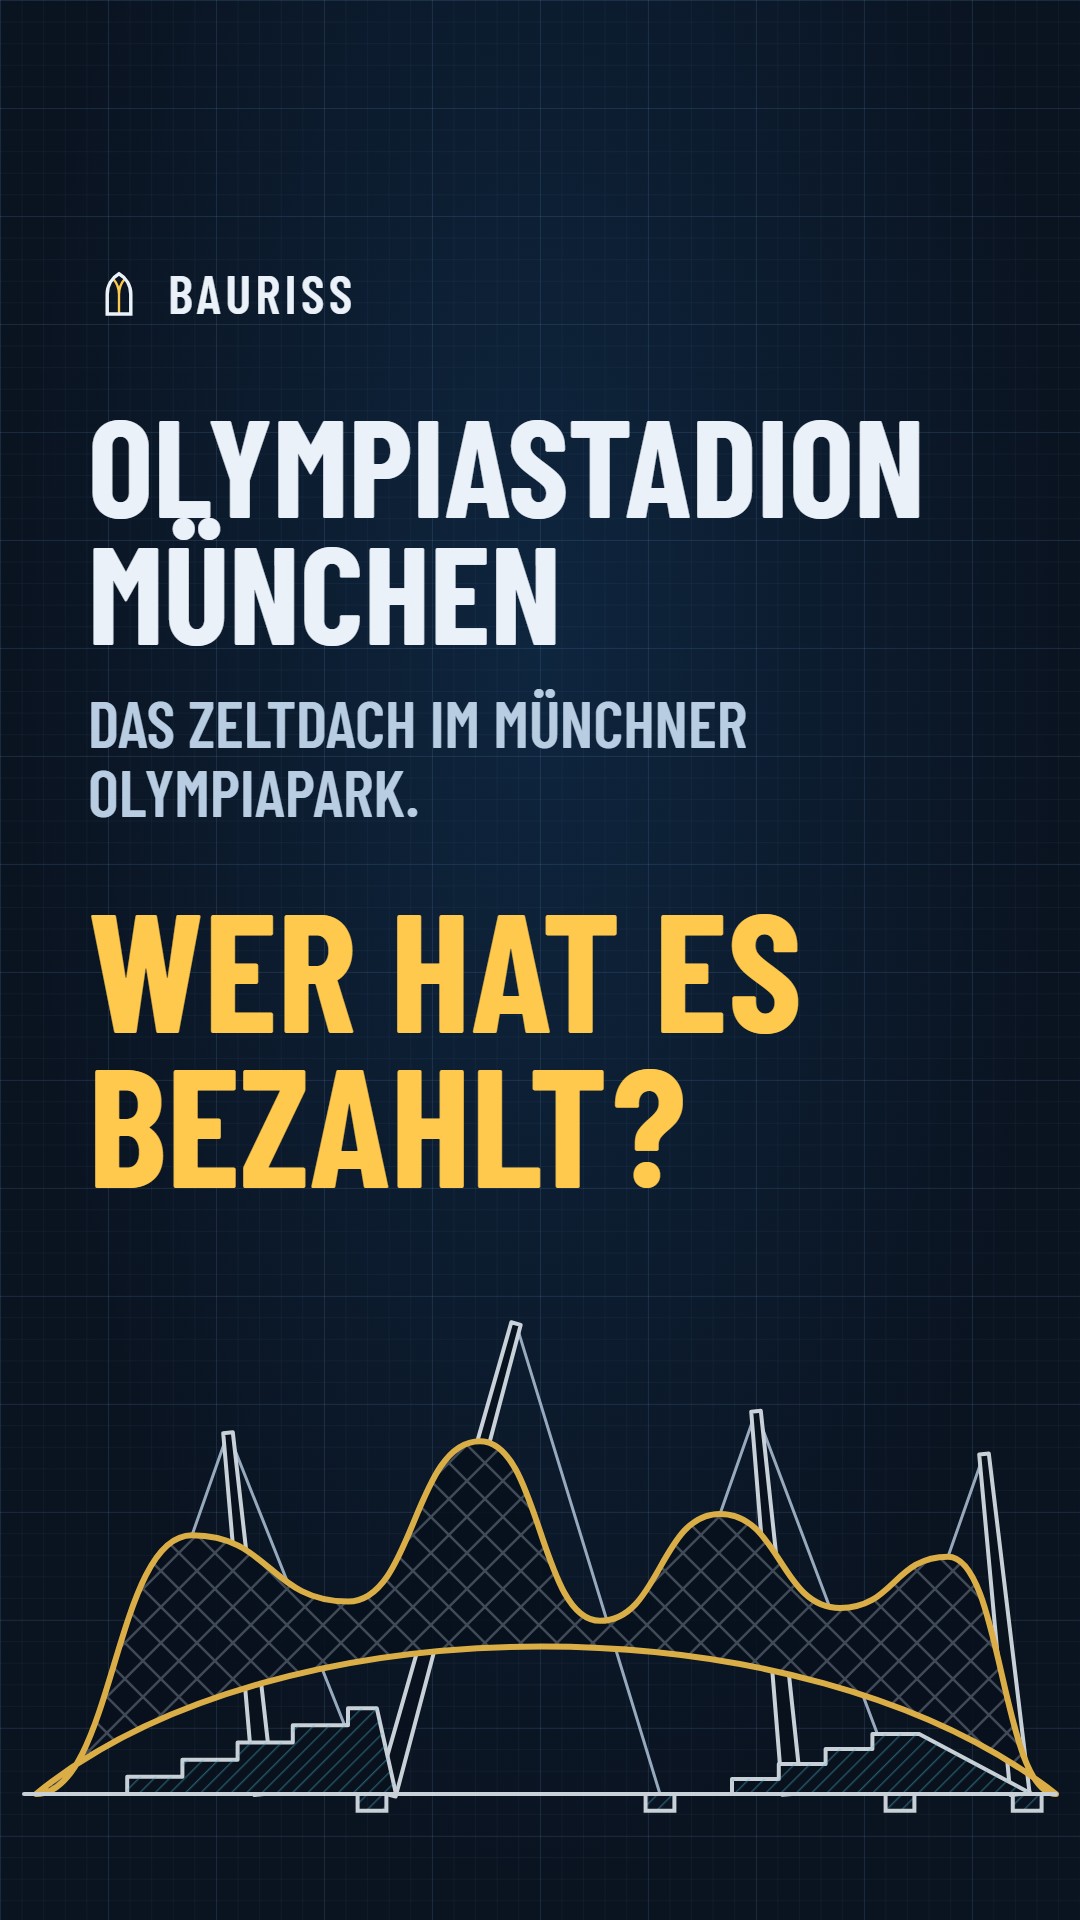 BAURISS
OLYMPIASTADION
MÜNCHEN
DAS ZELTDACH IM MÜNCHNER
OLYMPIAPARK.
WER HAT ES
BEZAHLT?